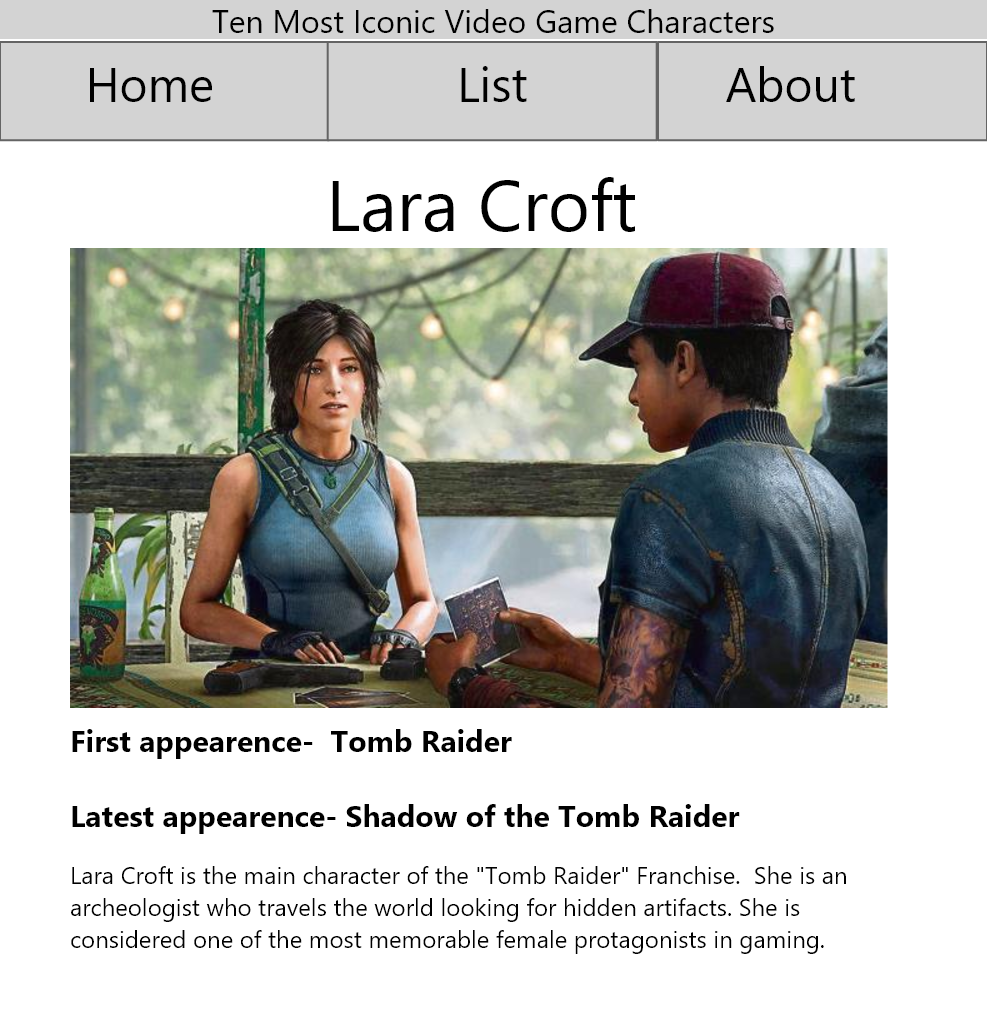 Ten Most Iconic Video Game Characters
Home List About
Lara Croft
First appearence-  Tomb Raider
Latest appearence- Shadow of the Tomb Raider
Lara Croft is the main character of the "Tomb Raider" Franchise.  She is an
archeologist who travels the world looking for hidden artifacts. She is
considered one of the most memorable female protagonists in gaming.